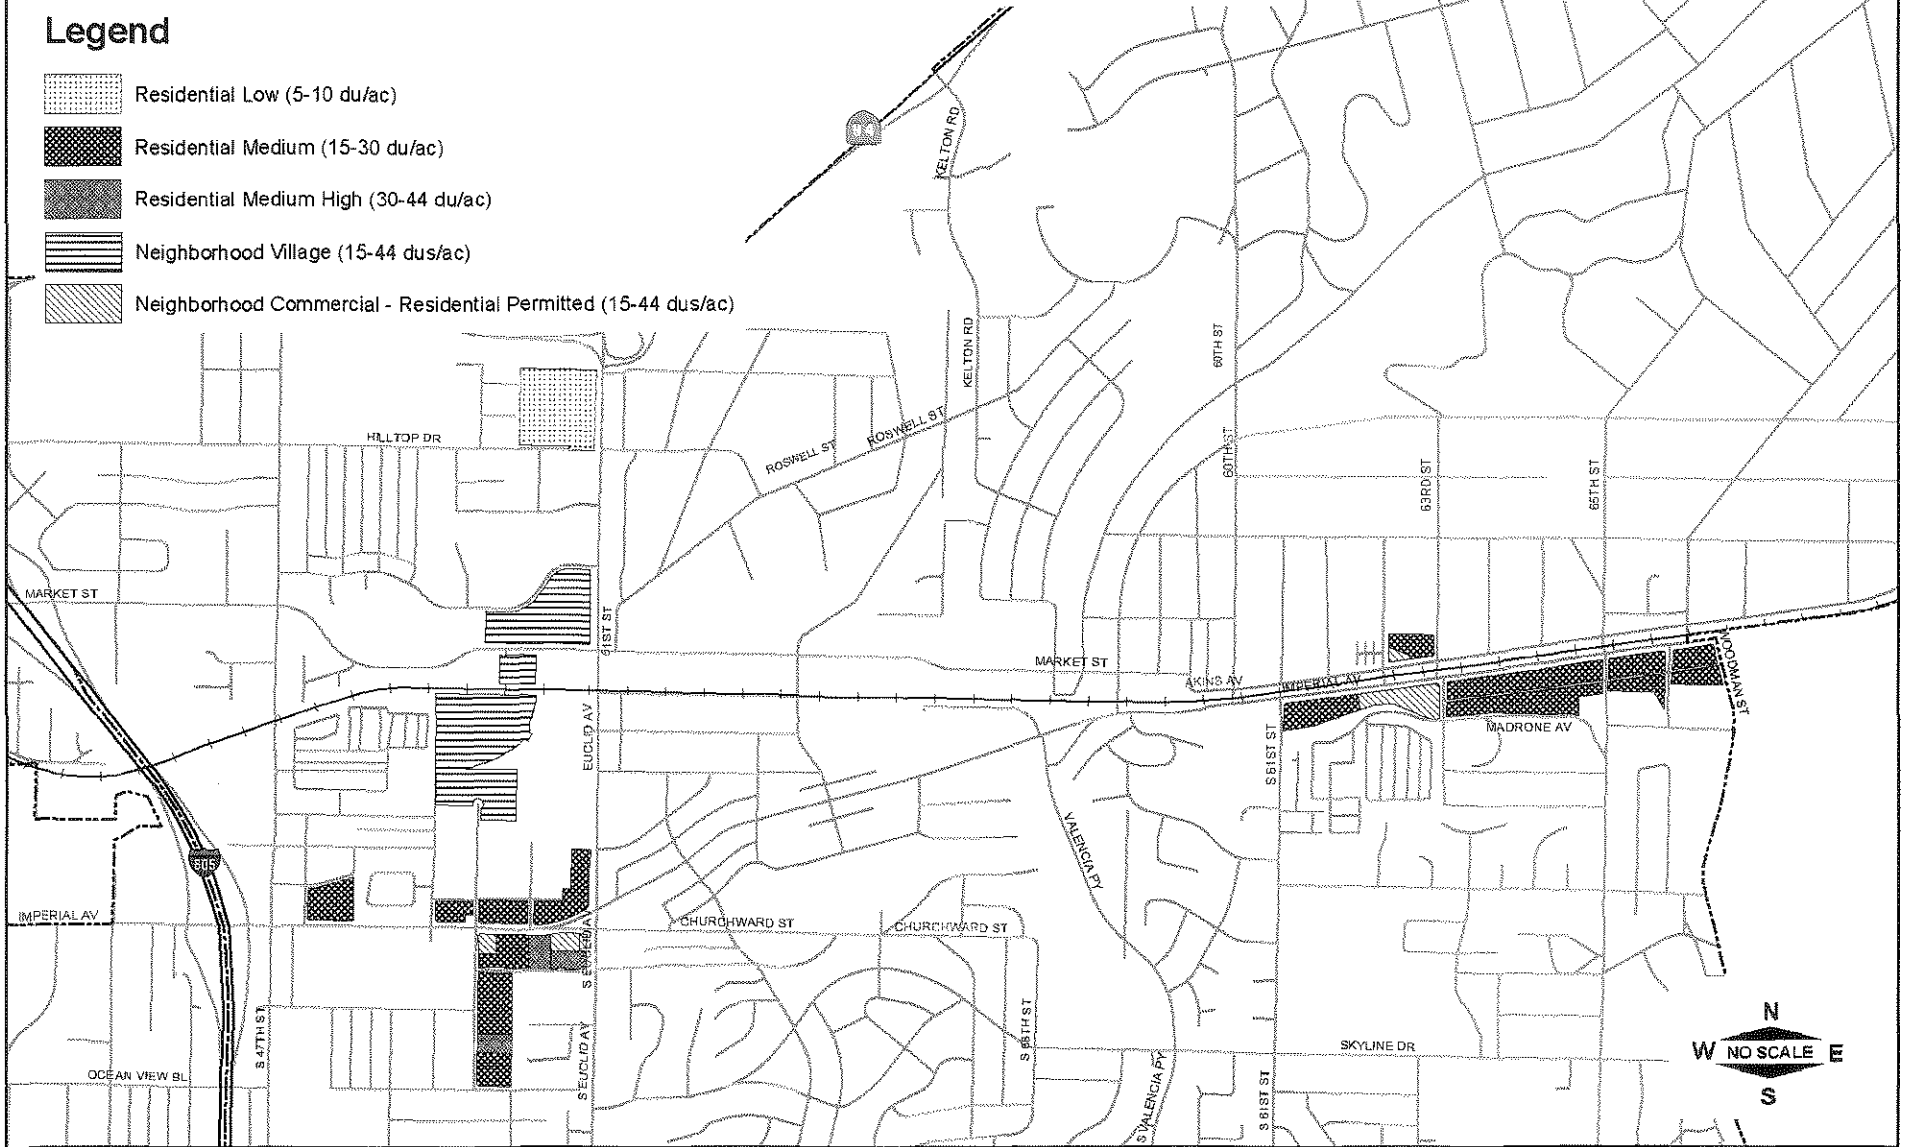 Legend
Residential Low (5-10 du/ac)
Residential Medium (15-30 du/ac)
Residential Medium High (30-44 du/ac)
Neighborhood Village (15-44 dus/ac)
Neighborhood Commercial - Residential Permitted (15-44 dus/ac)
94
KELTON RD
KELTON RD
60TH ST
HILLTOP DR
ROSWELL ST
ROSWELL ST
60TH ST
63RD ST
65TH ST
MARKET ST
51ST ST
MARKET ST
AKINS AV
IMPERIAL AV
WOODMAN ST
EUCLID AV
S 61ST ST
MADRONE AV
VALENCIA PY
805
IMPERIAL AV
CHURCHWARD ST
CHURCHWARD ST
S EUCLID AV
S 47TH ST
S EUCLID AV
S 58TH ST
SKYLINE DR
OCEAN VIEW BL
S VALENCIA PY
S 61ST ST
N
W NO SCALE E
S